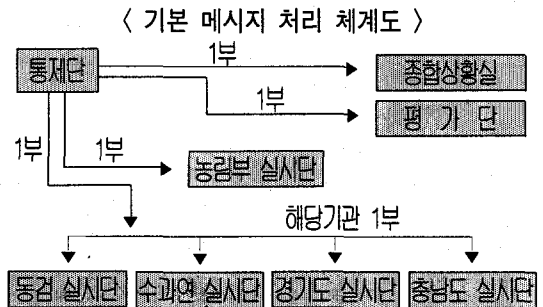 〈 기본 메시지 처리 체계도 〉
1부
통제단
종합상황실
1부
평 가 단
1부
1부
농림부 실시단
해당기관 1부
동검 실시단
수과연 실시단
경기도 실시단
충남도 실시단